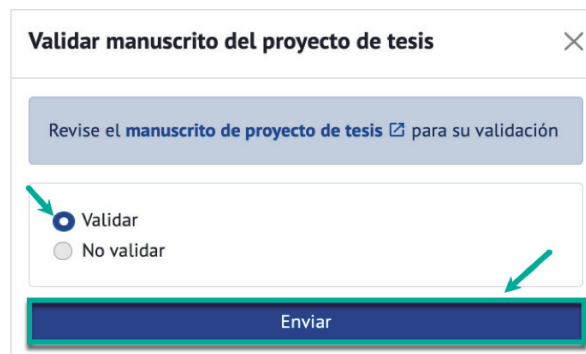 Validar manuscrito del proyecto de tesis
Revise el manuscrito de proyecto de tesis para su validación
Validar
No validar
Enviar